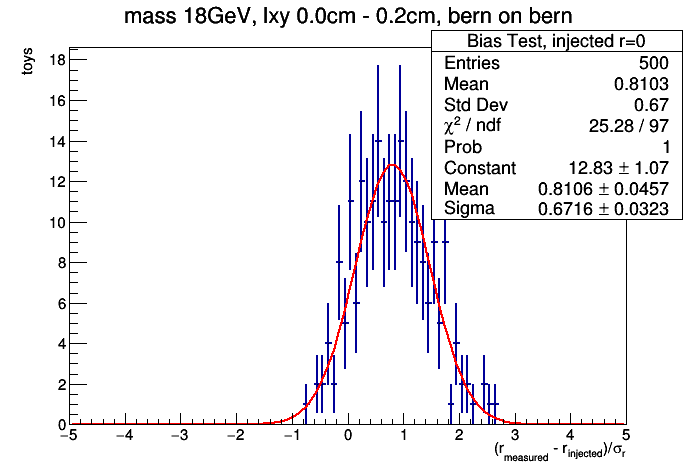 mass 18GeV, lxy 0.0cm - 0.2cm, bern on bern
Bias Test, injected r=0
Entries 500
Mean 0.8103
Std Dev 0.67
χ² / ndf 25.28 / 97
Prob 1
Constant 12.83 ± 1.07
Mean 0.8106 ± 0.0457
Sigma 0.6716 ± 0.0323
toys
18
16
14
12
10
8
6
4
2
0
−5 −4 −3 −2 −1 0 1 2 3 4 5
(r_measured - r_injected)/σ_r